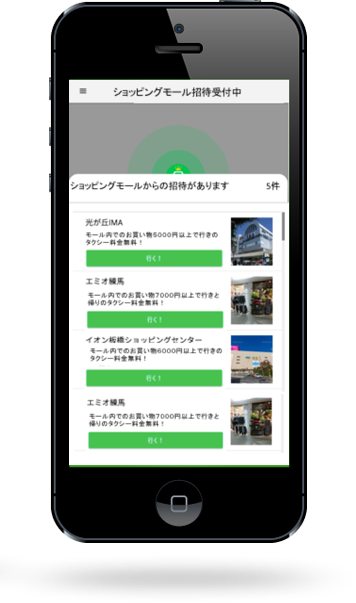 ショッピングモール招待受付中
ショッピングモールからの招待があります 5件
光が丘IMA
モール内でのお買い物5000円以上で行きの
タクシー料金無料！
行く！
エミオ練馬
モール内でのお買い物7000円以上で行きと
帰りのタクシー料金無料！
行く！
イオン板橋ショッピングセンター
モール内でのお買い物6000円以上で行きの
タクシー料金無料！
行く！
エミオ練馬
モール内でのお買い物7000円以上で行きと
帰りのタクシー料金無料！
行く！